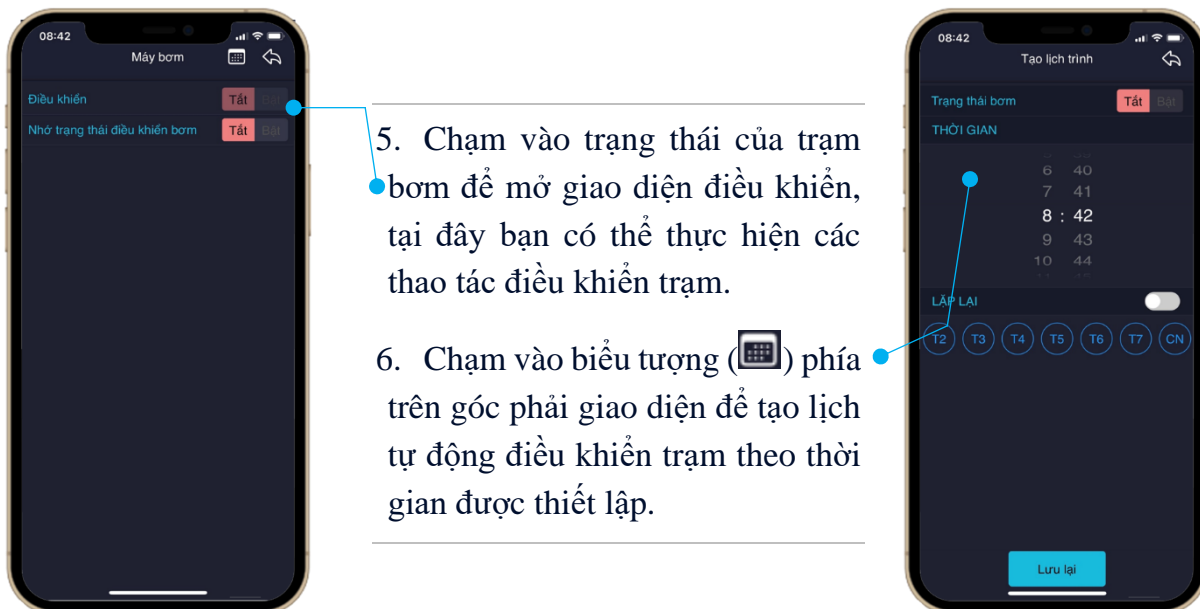 08:42
Máy bơm
Điều khiển
Tắt Bật
Nhớ trạng thái điều khiển bơm
Tắt Bật
5. Chạm vào trạng thái của trạm
bơm để mở giao diện điều khiển,
tại đây bạn có thể thực hiện các
thao tác điều khiển trạm.
6. Chạm vào biểu tượng ( ) phía
trên góc phải giao diện để tạo lịch
tự động điều khiển trạm theo thời
gian được thiết lập.
08:42
Tạo lịch trình
Trạng thái bơm
Tắt Bật
THỜI GIAN
6 40
7 41
8 : 42
9 43
10 44
LẶP LẠI
T2 T3 T4 T5 T6 T7 CN
Lưu lại